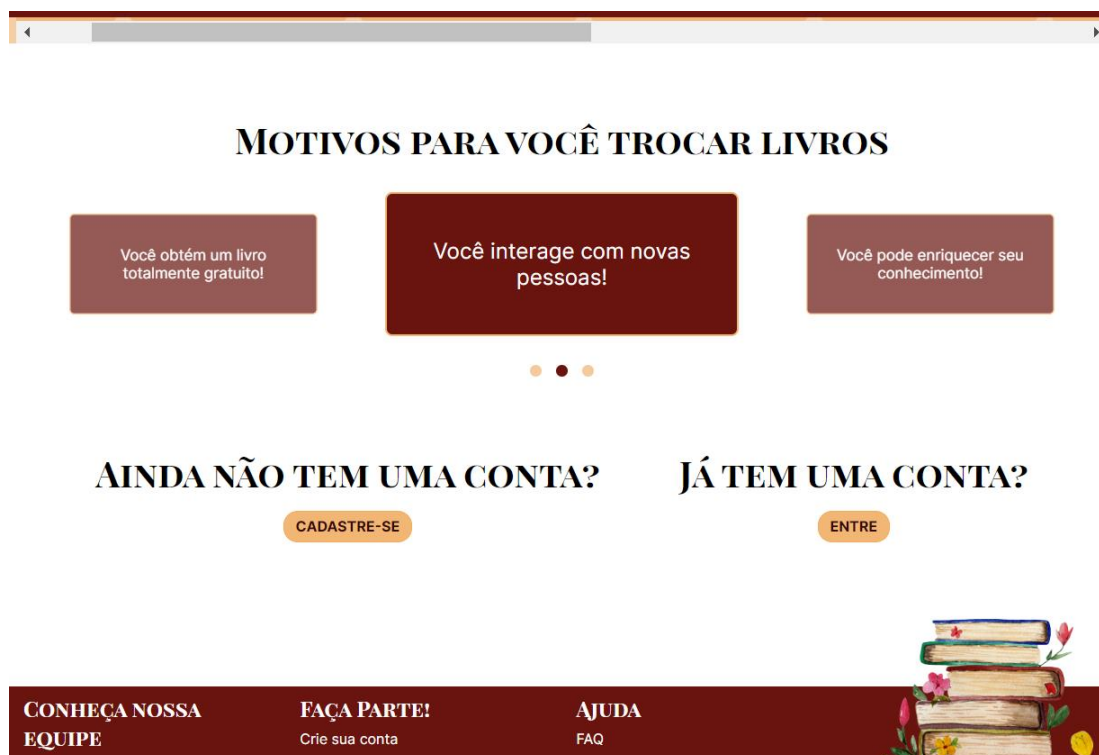 Motivos para você trocar livros
Você obtém um livro
totalmente gratuito!
Você interage com novas
pessoas!
Você pode enriquecer seu
conhecimento!
Ainda não tem uma conta?
CADASTRE-SE
Já tem uma conta?
ENTRE
Conheça nossa
equipe
Faça Parte!
Crie sua conta
Ajuda
FAQ